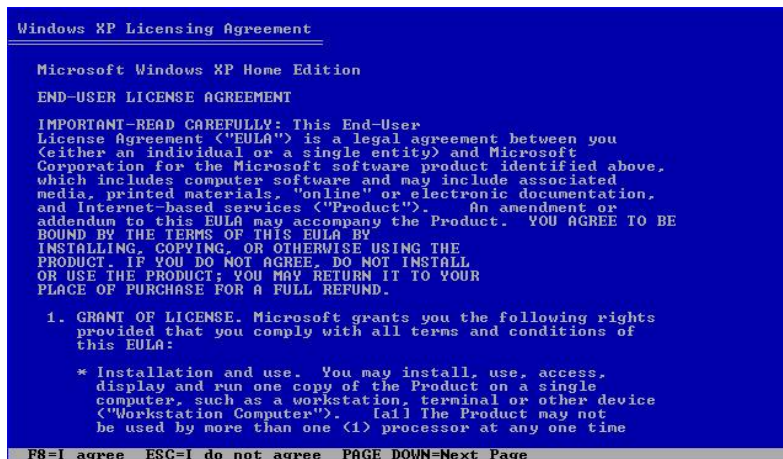 Windows XP Licensing Agreement
Microsoft Windows XP Home Edition
END-USER LICENSE AGREEMENT
IMPORTANT-READ CAREFULLY: This End-User
License Agreement ("EULA") is a legal agreement between you
(either an individual or a single entity) and Microsoft
Corporation for the Microsoft software product identified above,
which includes computer software and may include associated
media, printed materials, "online" or electronic documentation,
and Internet-based services ("Product").   An amendment or
addendum to this EULA may accompany the Product.  YOU AGREE TO BE
BOUND BY THE TERMS OF THIS EULA BY
INSTALLING, COPYING, OR OTHERWISE USING THE
PRODUCT. IF YOU DO NOT AGREE, DO NOT INSTALL
OR USE THE PRODUCT; YOU MAY RETURN IT TO YOUR
PLACE OF PURCHASE FOR A FULL REFUND.
1. GRANT OF LICENSE. Microsoft grants you the following rights
provided that you comply with all terms and conditions of
this EULA:
* Installation and use.  You may install, use, access,
display and run one copy of the Product on a single
computer, such as a workstation, terminal or other device
("Workstation Computer").  [a1] The Product may not
be used by more than one (1) processor at any one time
F8=I agree  ESC=I do not agree  PAGE DOWN=Next Page